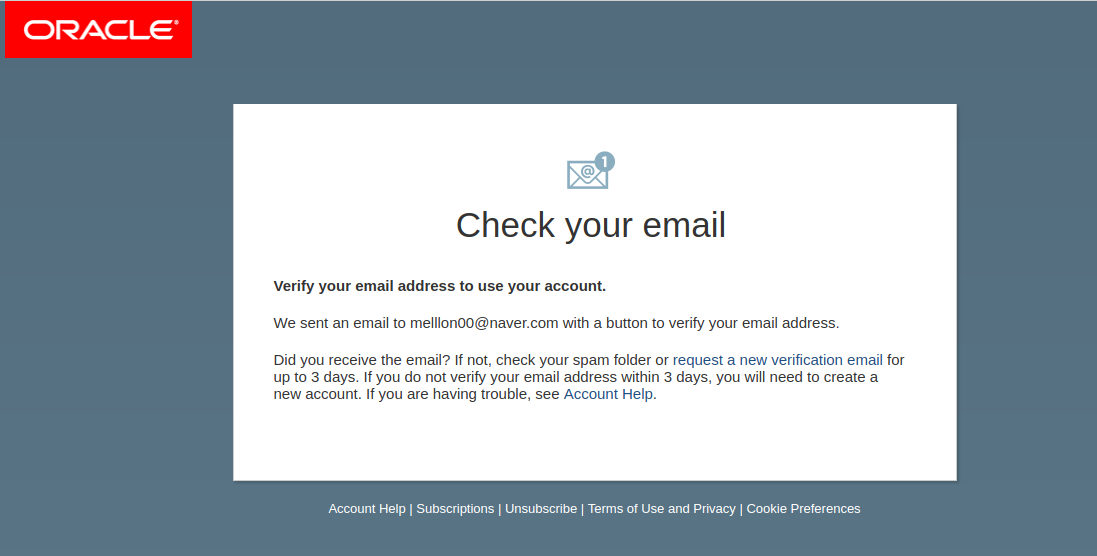 ORACLE®
@ 1
Check your email
Verify your email address to use your account.
We sent an email to melllon00@naver.com with a button to verify your email address.
Did you receive the email? If not, check your spam folder or request a new verification email for
up to 3 days. If you do not verify your email address within 3 days, you will need to create a
new account. If you are having trouble, see Account Help.
Account Help | Subscriptions | Unsubscribe | Terms of Use and Privacy | Cookie Preferences